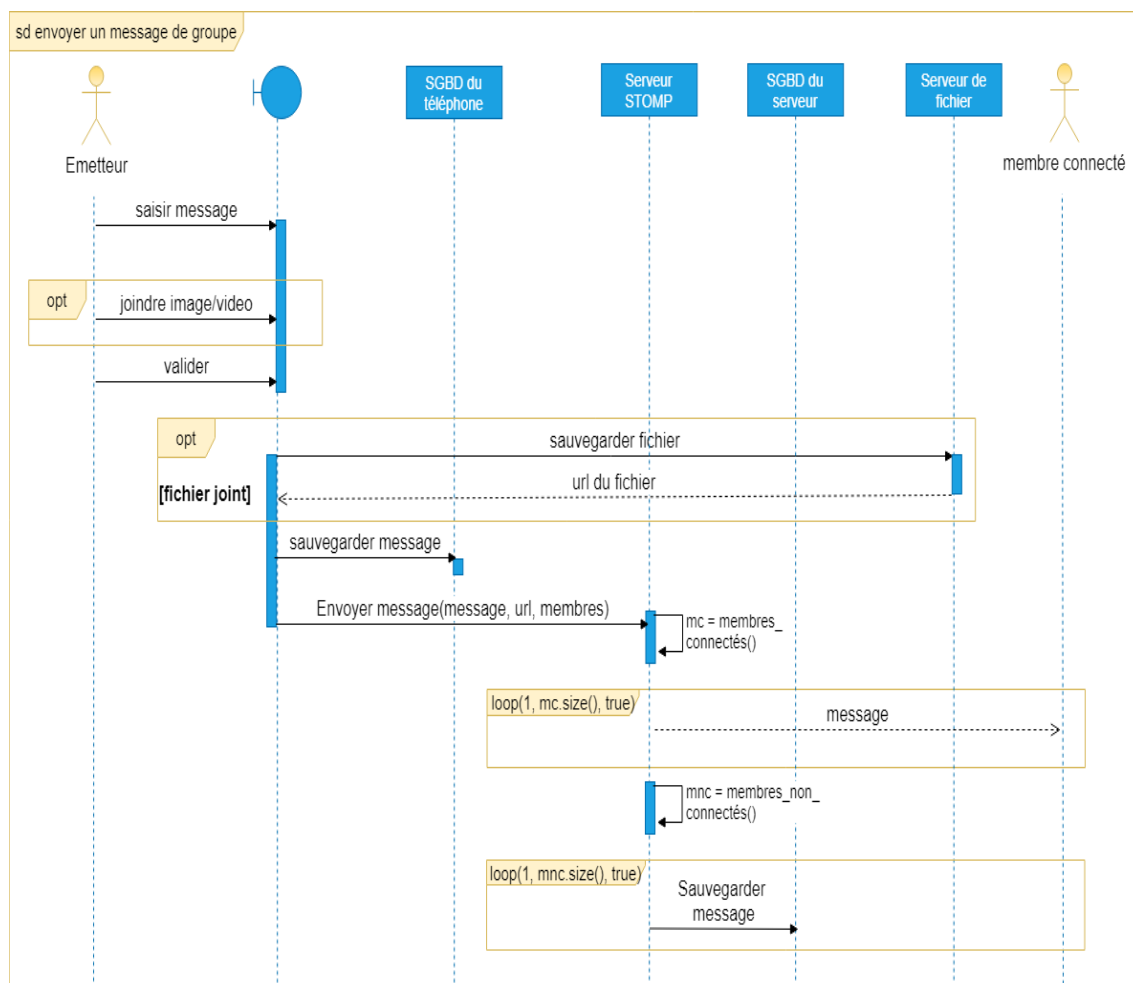 sd envoyer un message de groupe
SGBD du
téléphone
Serveur
STOMP
SGBD du
serveur
Serveur de
fichier
Emetteur
membre connecté
saisir message
opt
joindre image/video
valider
opt
sauvegarder fichier
[fichier joint]
url du fichier
sauvegarder message
Envoyer message(message, url, membres)
mc = membres_
connectés()
loop(1, mc.size(), true)
message
mnc = membres_non_
connectés()
loop(1, mnc.size(), true)
Sauvegarder
message